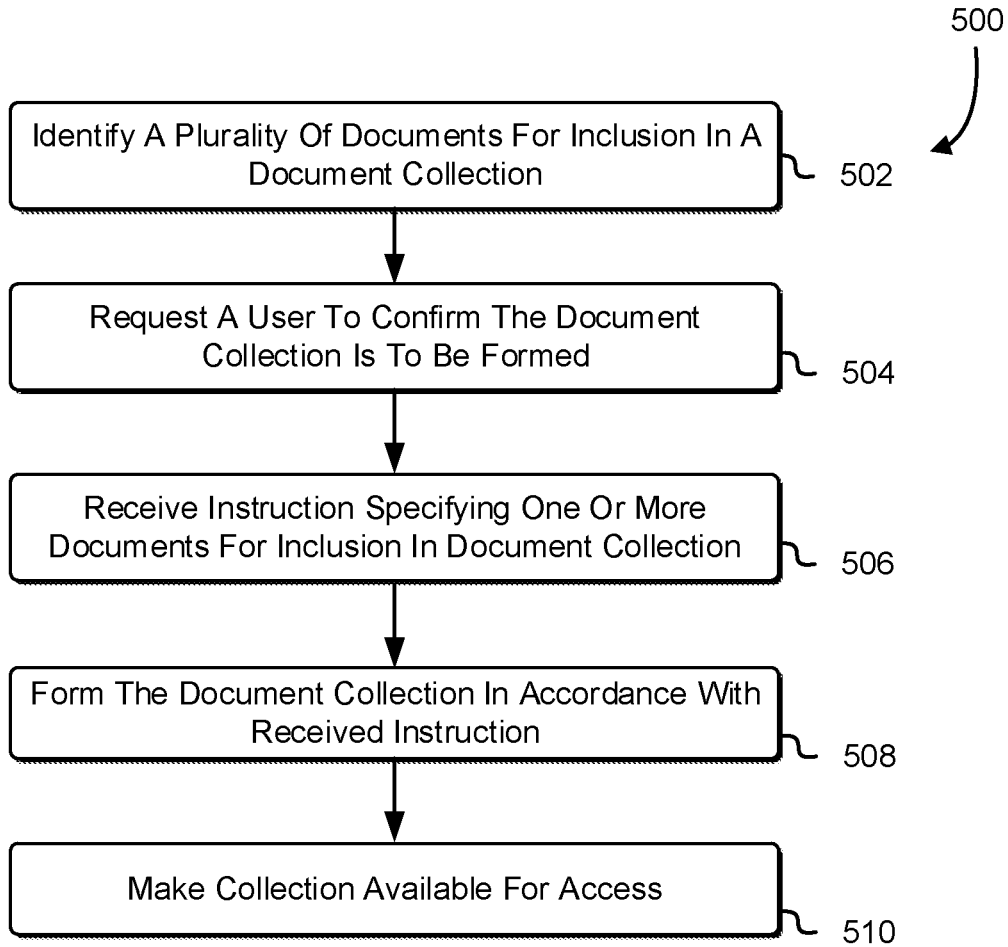 500
Identify A Plurality Of Documents For Inclusion In A
Document Collection
502
Request A User To Confirm The Document
Collection Is To Be Formed
504
Receive Instruction Specifying One Or More
Documents For Inclusion In Document Collection
506
Form The Document Collection In Accordance With
Received Instruction
508
Make Collection Available For Access
510